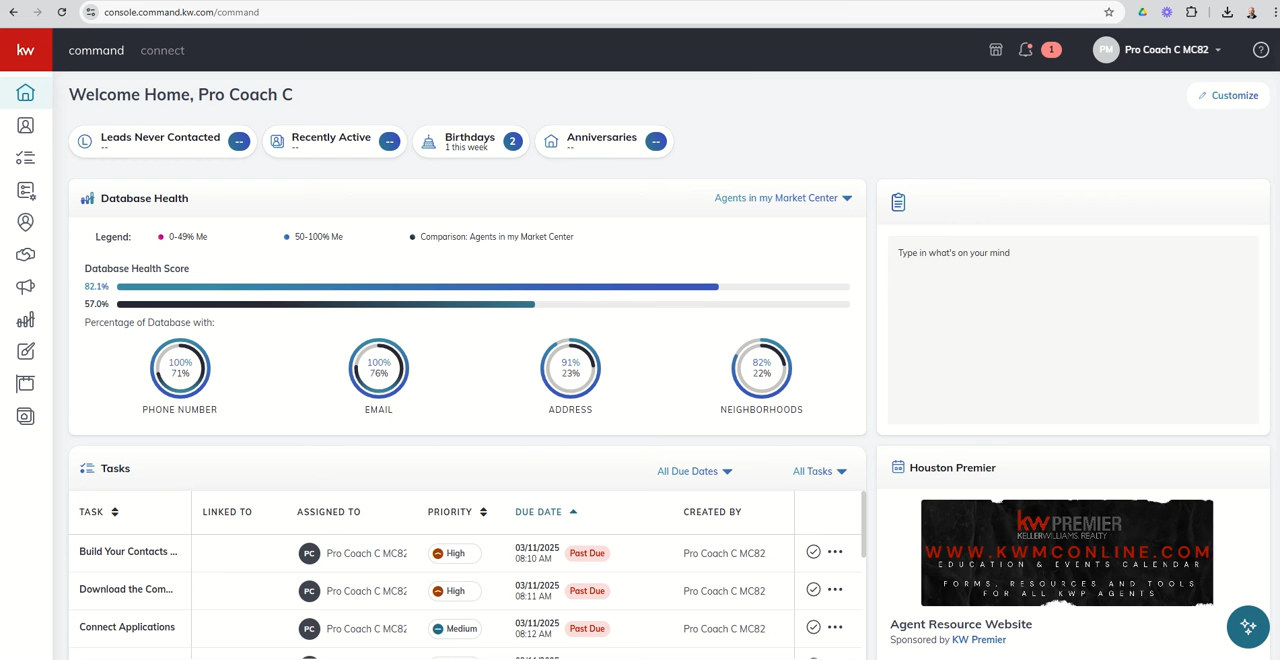 console.command.kw.com/command
kw
command
connect
1
PM
Pro Coach C MC82
?
Welcome Home, Pro Coach C
Customize
Leads Never Contacted
--
--
Recently Active
--
--
Birthdays
1 this week
2
Anniversaries
--
--
Database Health
Agents in my Market Center
Legend:
0-49% Me
50-100% Me
Comparison: Agents in my Market Center
Database Health Score
82.1%
57.0%
Percentage of Database with:
100%
71%
PHONE NUMBER
100%
76%
EMAIL
91%
23%
ADDRESS
82%
22%
NEIGHBORHOODS
Type in what's on your mind
Tasks
All Due Dates
All Tasks
TASK
LINKED TO
ASSIGNED TO
PRIORITY
DUE DATE
CREATED BY
Build Your Contacts ...
PC
Pro Coach C MC82
High
03/11/2025
08:10 AM
Past Due
Pro Coach C MC82
Download the Com...
PC
Pro Coach C MC82
High
03/11/2025
08:11 AM
Past Due
Pro Coach C MC82
Connect Applications
PC
Pro Coach C MC82
Medium
03/11/2025
08:12 AM
Past Due
Pro Coach C MC82
Houston Premier
kw PREMIER
KELLERWILLIAMS. REALTY
WWW.KWMCONLINE.COM
EDUCATION & EVENTS CALENDAR
FORMS, RESOURCES AND TOOLS
FOR ALL KWP AGENTS
Agent Resource Website
Sponsored by KW Premier